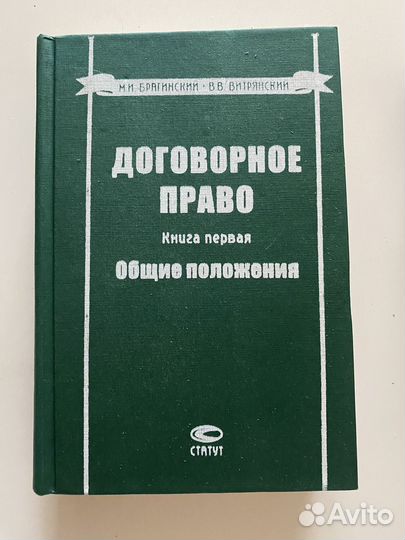 М.И. БРАГИНСКИЙ · В.В. ВИТРЯНСКИЙ
ДОГОВОРНОЕ
ПРАВО
Книга первая
Общие положения
СТАТУТ
Avito